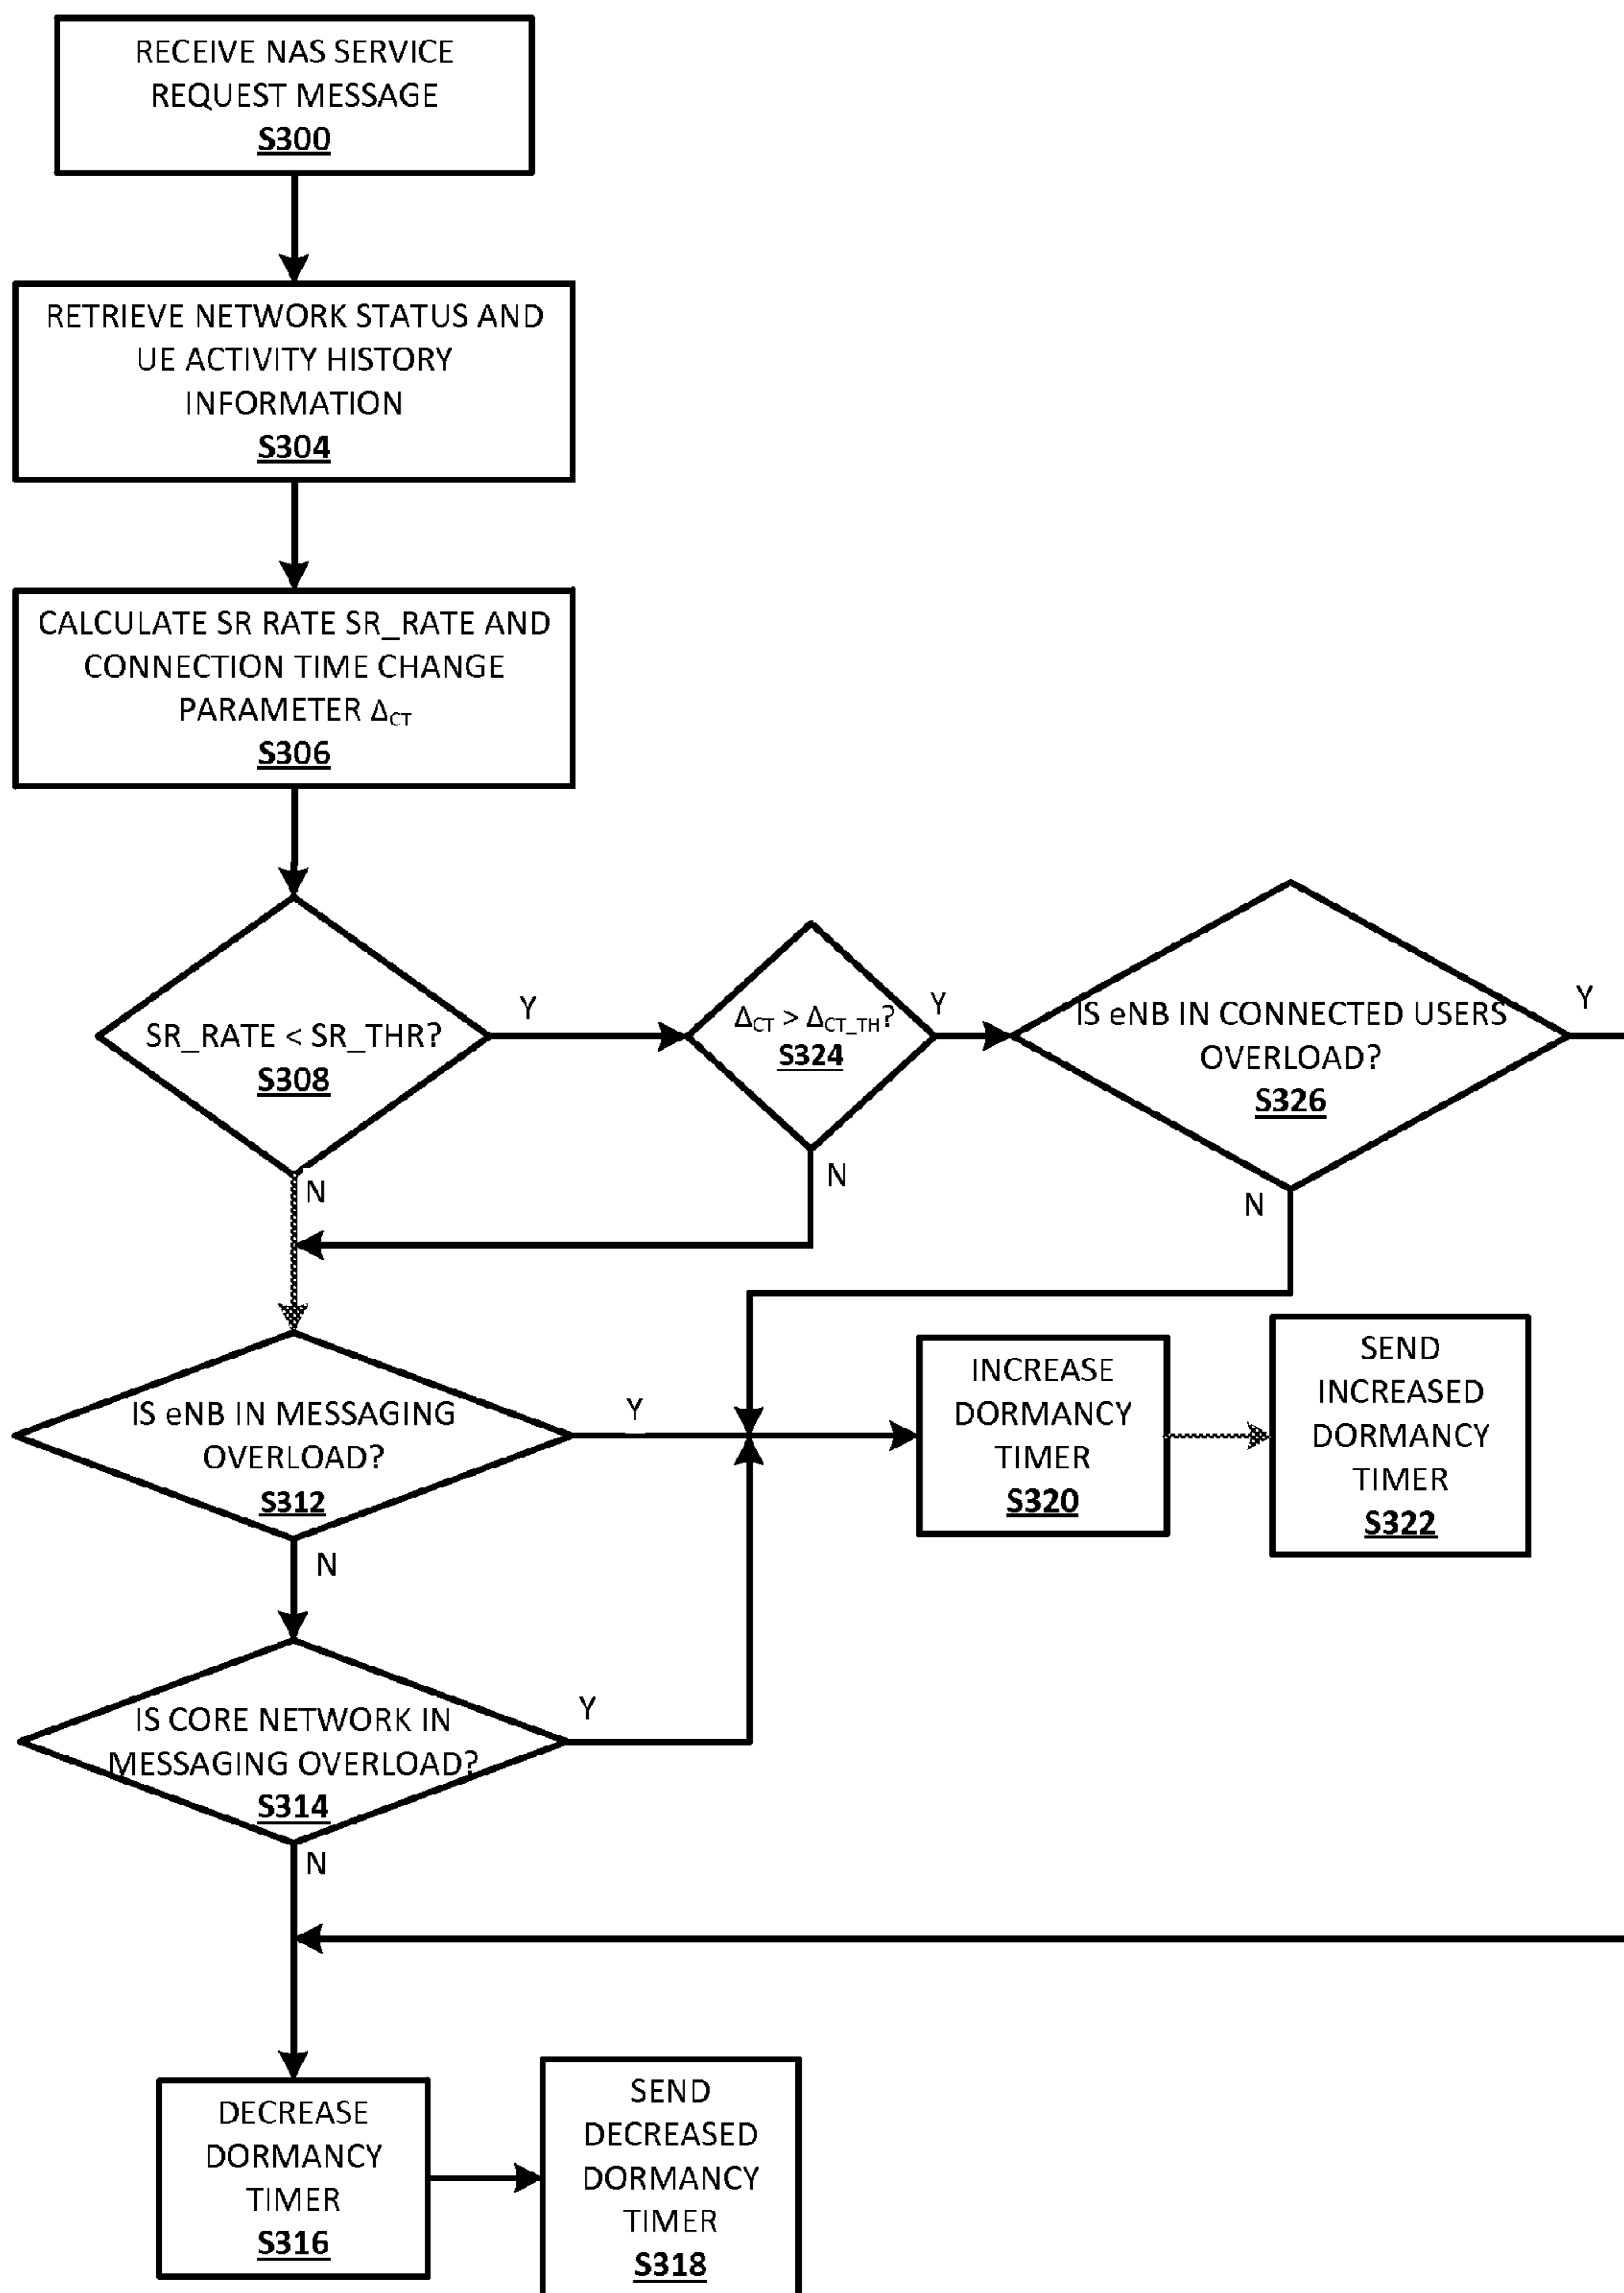 RECEIVE NAS SERVICE
REQUEST MESSAGE
S300
RETRIEVE NETWORK STATUS AND
UE ACTIVITY HISTORY
INFORMATION
S304
CALCULATE SR RATE SR_RATE AND
CONNECTION TIME CHANGE
PARAMETER Δ_CT
S306
SR_RATE < SR_THR?
S308
Y
N
Δ_CT > Δ_CT_TH?
S324
Y
N
IS eNB IN CONNECTED USERS
OVERLOAD?
S326
Y
N
IS eNB IN MESSAGING
OVERLOAD?
S312
Y
N
INCREASE
DORMANCY
TIMER
S320
SEND
INCREASED
DORMANCY
TIMER
S322
IS CORE NETWORK IN
MESSAGING OVERLOAD?
S314
Y
N
DECREASE
DORMANCY
TIMER
S316
SEND
DECREASED
DORMANCY
TIMER
S318